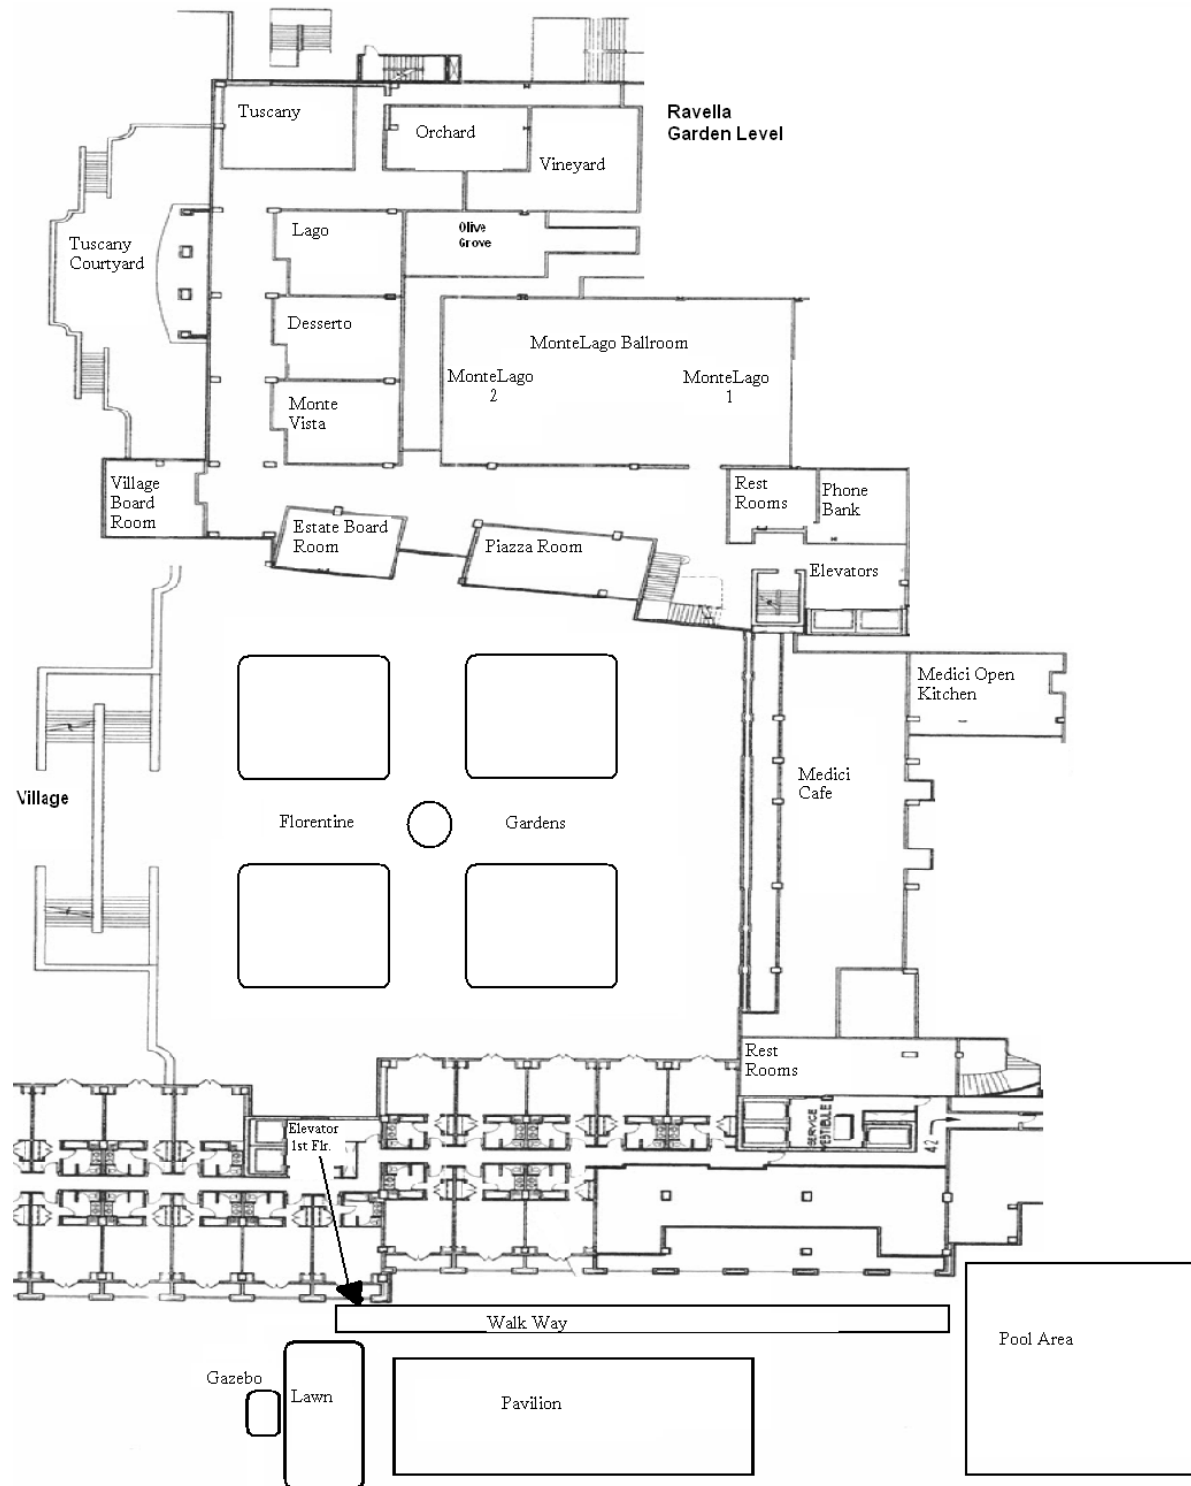 Ravella
Garden Level
Tuscany
Orchard
Vineyard
Tuscany
Courtyard
Lago
Olive
Grove
Desserto
MonteLago Ballroom
MonteLago
2
MonteLago
1
Monte
Vista
Village
Board
Room
Estate Board
Room
Piazza Room
Rest
Rooms
Phone
Bank
Elevators
Medici Open
Kitchen
Medici
Cafe
Village
Florentine
Gardens
Rest
Rooms
Elevator
1st Flr.
SERVICE
VESTIBULE
42
Walk Way
Pool Area
Gazebo
Lawn
Pavilion